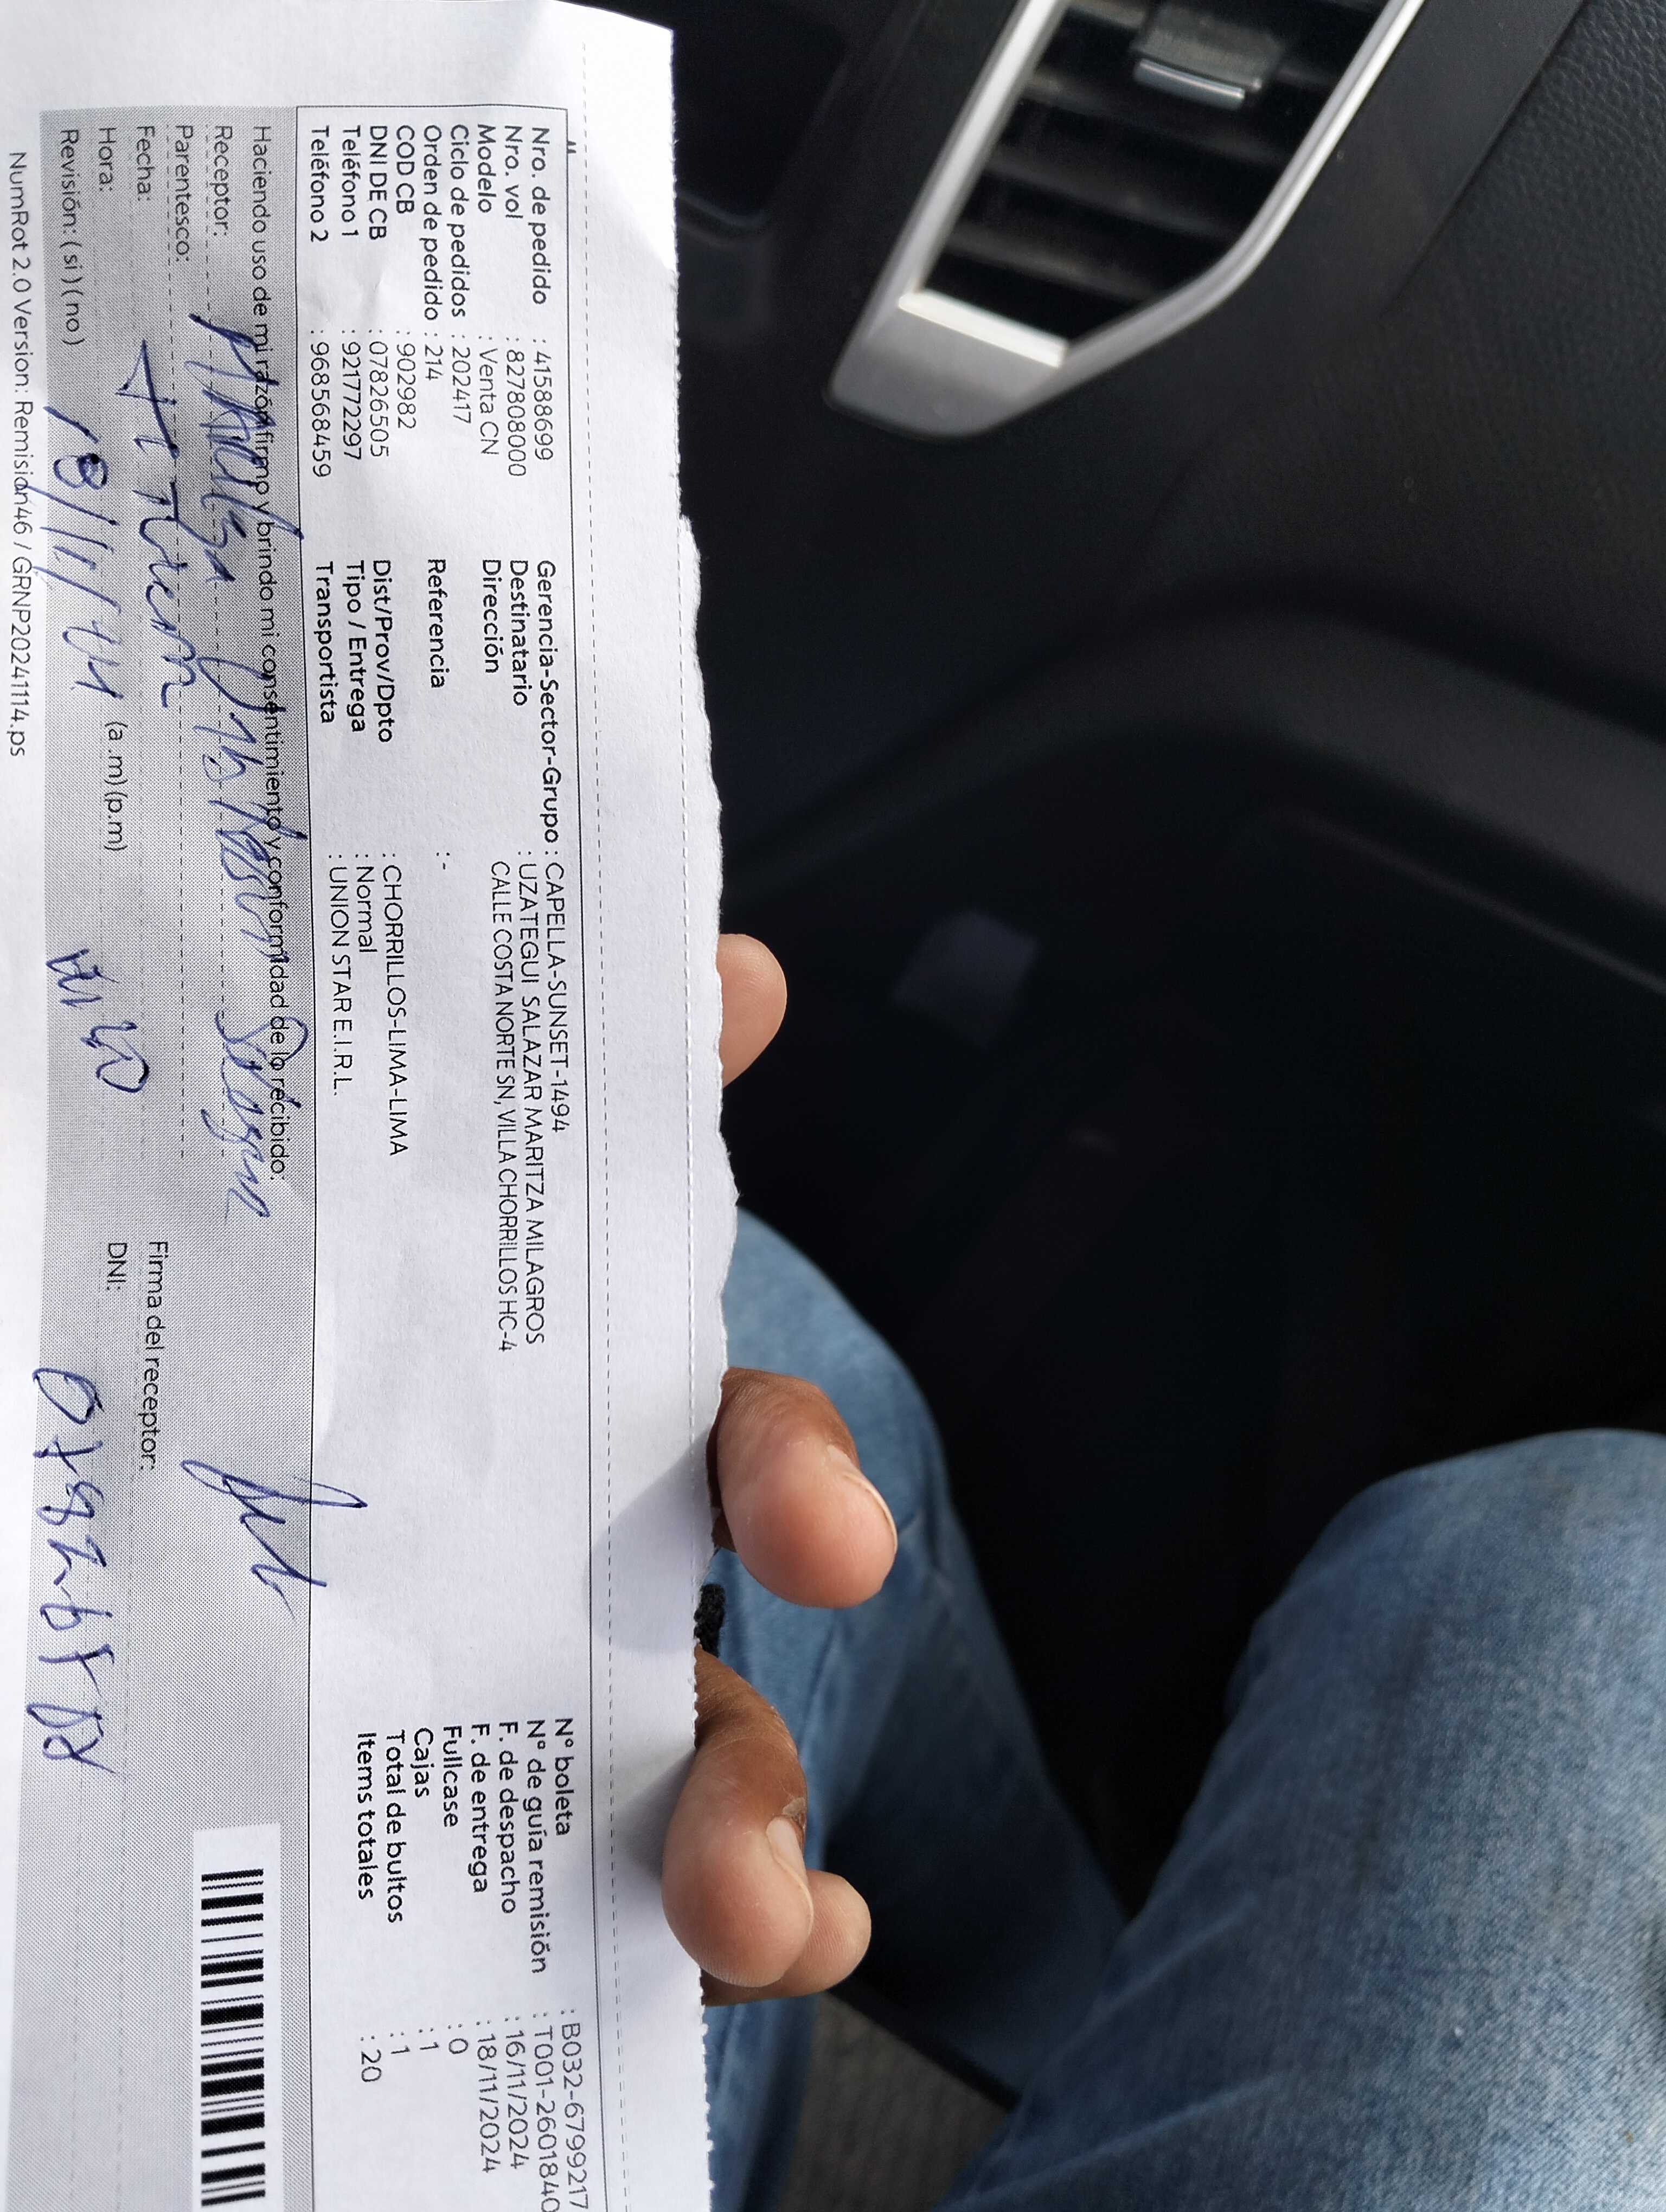 Nro. de pedido : 41588699
Nro. vol : 827808000
Modelo : Venta CN
Ciclo de pedidos : 202417
Orden de pedido : 214
COD CB : 902982
DNI DE CB : 07826505
Teléfono 1 : 921772297
Teléfono 2 : 968568459
Gerencia-Sector-Grupo : CAPELLA-SUNSET-1494
Destinatario : UZATEGUI SALAZAR MARITZA MILAGROS
Dirección CALLE COSTA NORTE SN, VILLA CHORRILLOS HC-4
Referencia : -
Dist/Prov/Dpto : CHORRILLOS-LIMA-LIMA
Tipo / Entrega : Normal
Transportista : UNION STAR E.I.R.L.
N° boleta : B032-6799217
N° de guía remisión : T001-2601840
F. de despacho : 16/11/2024
F. de entrega : 18/11/2024
Fullcase : 0
Cajas : 1
Total de bultos : 1
Items totales : 20
Haciendo uso de mi razón firmo y brindo mi consentimiento y conformidad de lo recibido:
Receptor:
Parentesco:
Fecha:
Hora: (a.m)(p.m)
Revisión: ( si ) ( no )
Firma del receptor:
DNI:
NumRot 2.0 Version: Remision46 / GRNP20241114.ps